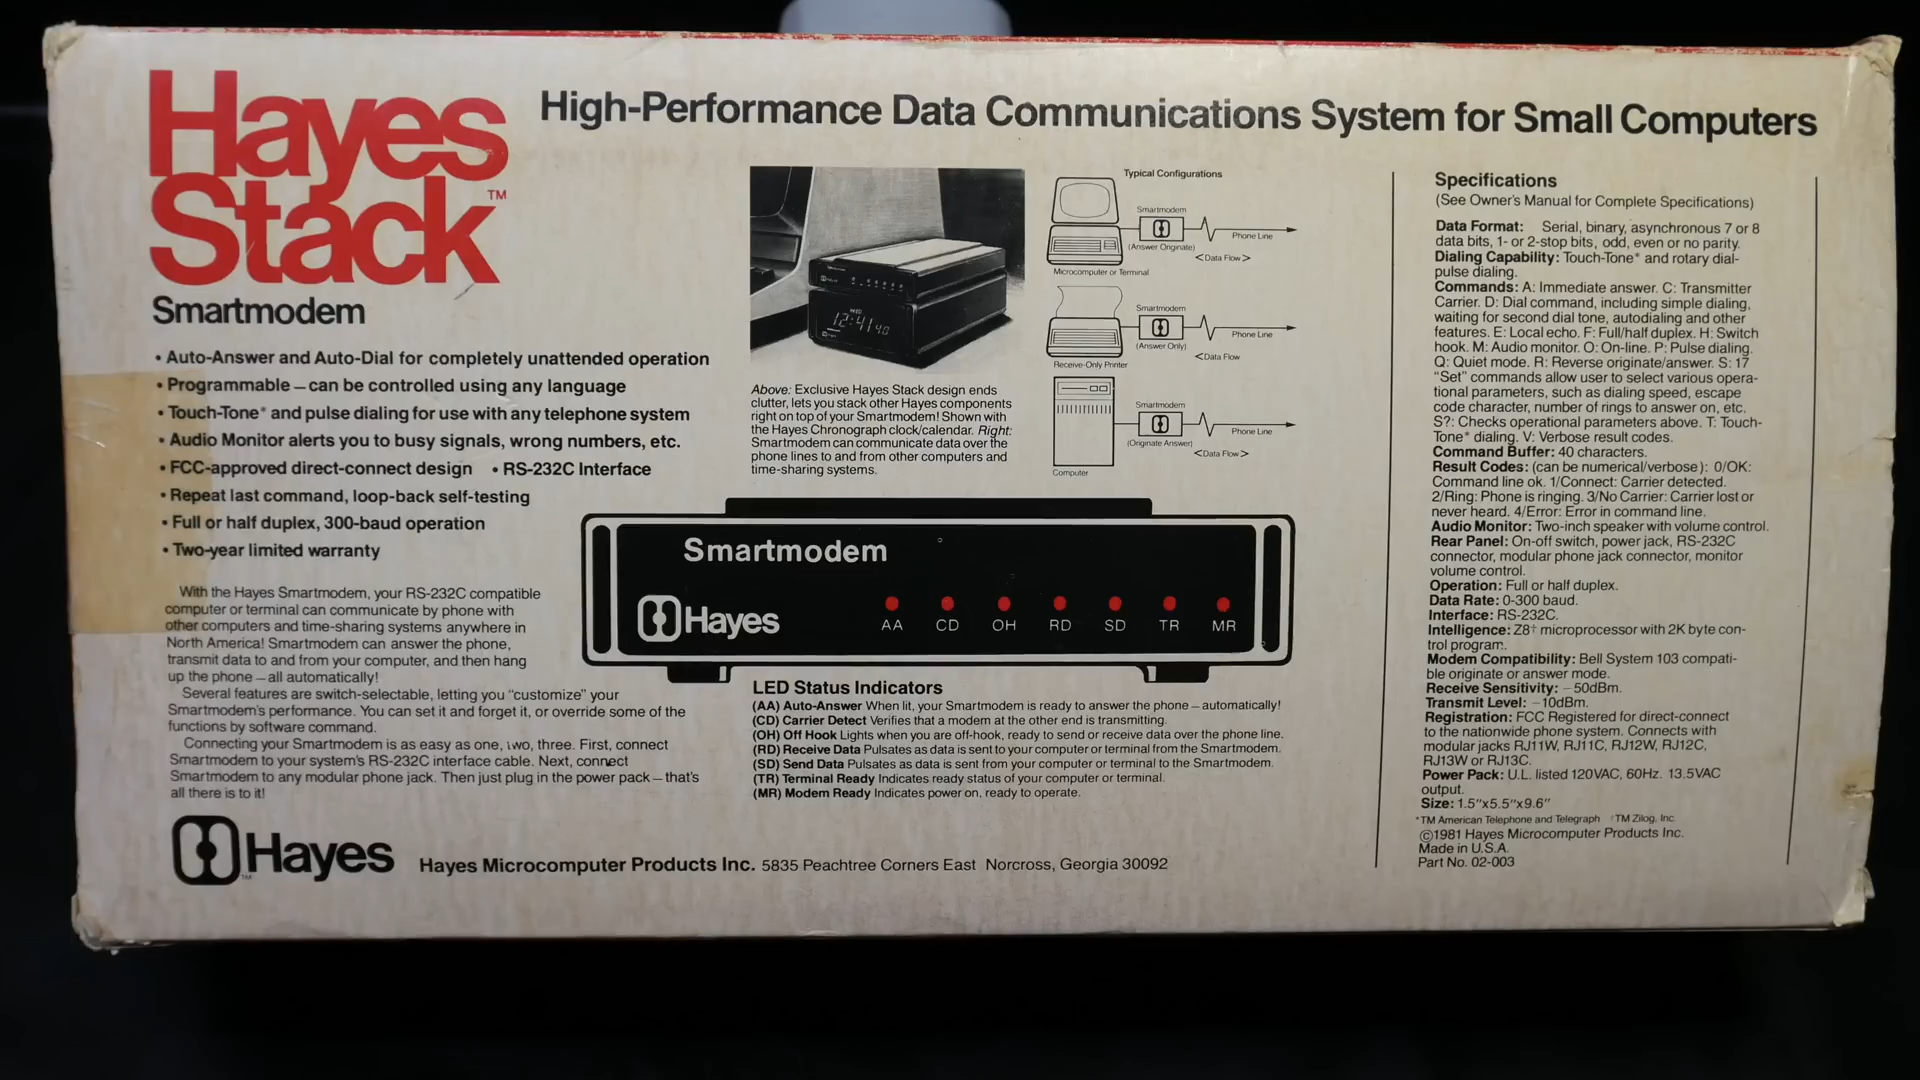 Hayes
Stack™
Smartmodem
High-Performance Data Communications System for Small Computers
• Auto-Answer and Auto-Dial for completely unattended operation
• Programmable – can be controlled using any language
• Touch-Tone* and pulse dialing for use with any telephone system
• Audio Monitor alerts you to busy signals, wrong numbers, etc.
• FCC-approved direct-connect design • RS-232C Interface
• Repeat last command, loop-back self-testing
• Full or half duplex, 300-baud operation
• Two-year limited warranty
With the Hayes Smartmodem, your RS-232C compatible
computer or terminal can communicate by phone with
other computers and time-sharing systems anywhere in
North America! Smartmodem can answer the phone,
transmit data to and from your computer, and then hang
up the phone – all automatically!
Several features are switch-selectable, letting you "customize" your
Smartmodem's performance. You can set it and forget it, or override some of the
functions by software command.
Connecting your Smartmodem is as easy as one, two, three. First, connect
Smartmodem to your system's RS-232C interface cable. Next, connect
Smartmodem to any modular phone jack. Then just plug in the power pack – that's
all there is to it!
12:41 40
Above: Exclusive Hayes Stack design ends
clutter, lets you stack other Hayes components
right on top of your Smartmodem! Shown with
the Hayes Chronograph clock/calendar. Right:
Smartmodem can communicate data over the
phone lines to and from other computers and
time-sharing systems.
Typical Configurations
Smartmodem
Phone Line
(Answer Originate)
<Data Flow>
Microcomputer or Terminal
Smartmodem
Phone Line
(Answer Only)
<Data Flow
Receive-Only Printer
Smartmodem
Phone Line
(Originate Answer)
<Data Flow>
Computer
Smartmodem
Hayes
AA CD OH RD SD TR MR
LED Status Indicators
(AA) Auto-Answer When lit, your Smartmodem is ready to answer the phone – automatically!
(CD) Carrier Detect Verifies that a modem at the other end is transmitting.
(OH) Off Hook Lights when you are off-hook, ready to send or receive data over the phone line.
(RD) Receive Data Pulsates as data is sent to your computer or terminal from the Smartmodem.
(SD) Send Data Pulsates as data is sent from your computer or terminal to the Smartmodem.
(TR) Terminal Ready Indicates ready status of your computer or terminal.
(MR) Modem Ready Indicates power on, ready to operate.
Hayes™
Hayes Microcomputer Products Inc. 5835 Peachtree Corners East Norcross, Georgia 30092
Specifications
(See Owner's Manual for Complete Specifications)
Data Format: Serial, binary, asynchronous 7 or 8
data bits, 1- or 2-stop bits, odd, even or no parity.
Dialing Capability: Touch-Tone* and rotary dial-
pulse dialing.
Commands: A: Immediate answer. C: Transmitter
Carrier. D: Dial command, including simple dialing,
waiting for second dial tone, autodialing and other
features. E: Local echo. F: Full/half duplex. H: Switch
hook. M: Audio monitor. O: On-line. P: Pulse dialing.
Q: Quiet mode. R: Reverse originate/answer. S: 17
"Set" commands allow user to select various opera-
tional parameters, such as dialing speed, escape
code character, number of rings to answer on, etc.
S?: Checks operational parameters above. T: Touch-
Tone* dialing. V: Verbose result codes.
Command Buffer: 40 characters.
Result Codes: (can be numerical/verbose): 0/OK:
Command line ok. 1/Connect: Carrier detected.
2/Ring: Phone is ringing. 3/No Carrier: Carrier lost or
never heard. 4/Error: Error in command line.
Audio Monitor: Two-inch speaker with volume control.
Rear Panel: On-off switch, power jack, RS-232C
connector, modular phone jack connector, monitor
volume control.
Operation: Full or half duplex.
Data Rate: 0-300 baud.
Interface: RS-232C.
Intelligence: Z8† microprocessor with 2K byte con-
trol program.
Modem Compatibility: Bell System 103 compati-
ble originate or answer mode.
Receive Sensitivity: –50dBm.
Transmit Level: –10dBm.
Registration: FCC Registered for direct-connect
to the nationwide phone system. Connects with
modular jacks RJ11W, RJ11C, RJ12W, RJ12C,
RJ13W or RJ13C.
Power Pack: U.L. listed 120VAC, 60Hz. 13.5VAC
output.
Size: 1.5"x5.5"x9.6"
*TM American Telephone and Telegraph †TM Zilog, Inc.
©1981 Hayes Microcomputer Products Inc.
Made in U.S.A.
Part No. 02-003